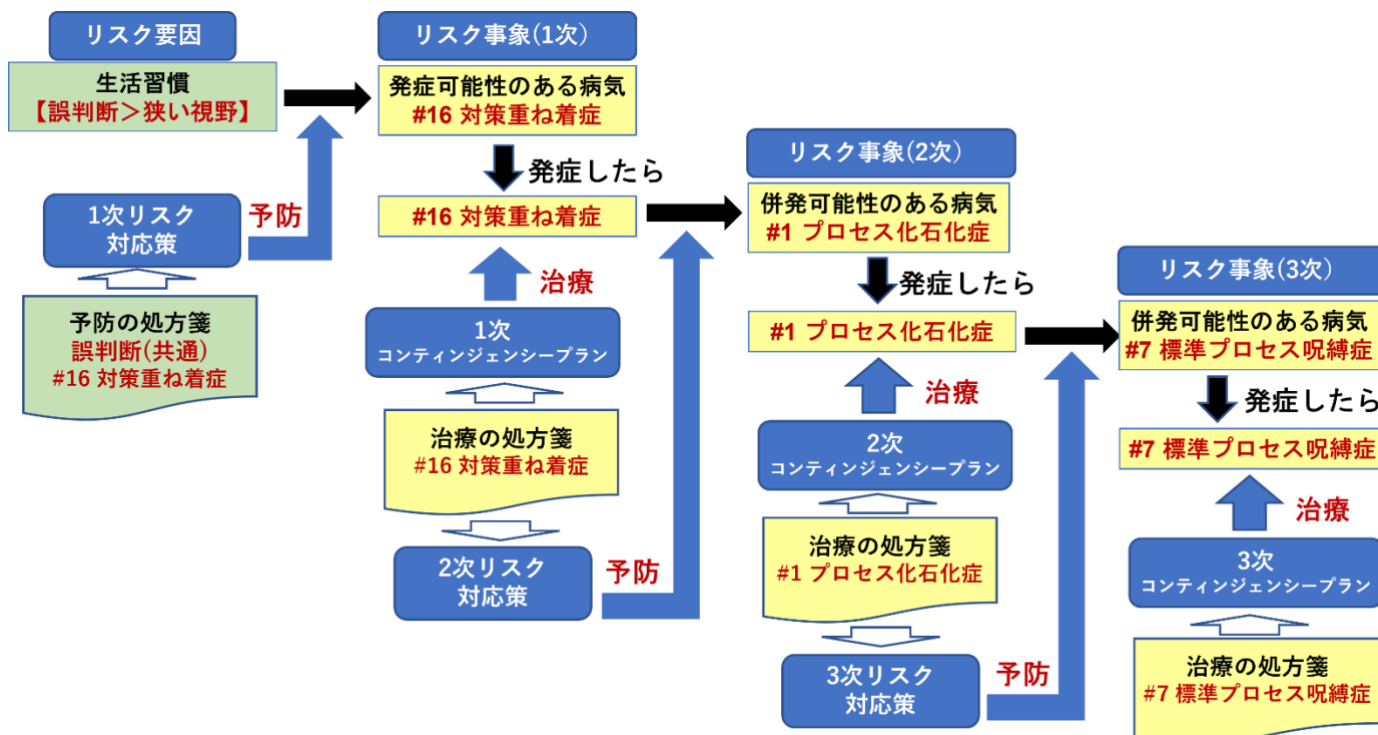 リスク要因
生活習慣
【誤判断＞狭い視野】
1次リスク
対応策
予防
予防の処方箋
誤判断(共通)
#16 対策重ね着症
リスク事象(1次)
発症可能性のある病気
#16 対策重ね着症
発症したら
#16 対策重ね着症
治療
1次
コンティンジェンシープラン
治療の処方箋
#16 対策重ね着症
2次リスク
対応策
予防
リスク事象(2次)
併発可能性のある病気
#1 プロセス化石化症
発症したら
#1 プロセス化石化症
治療
2次
コンティンジェンシープラン
治療の処方箋
#1 プロセス化石化症
3次リスク
対応策
予防
リスク事象(3次)
併発可能性のある病気
#7 標準プロセス呪縛症
発症したら
#7 標準プロセス呪縛症
治療
3次
コンティンジェンシープラン
治療の処方箋
#7 標準プロセス呪縛症